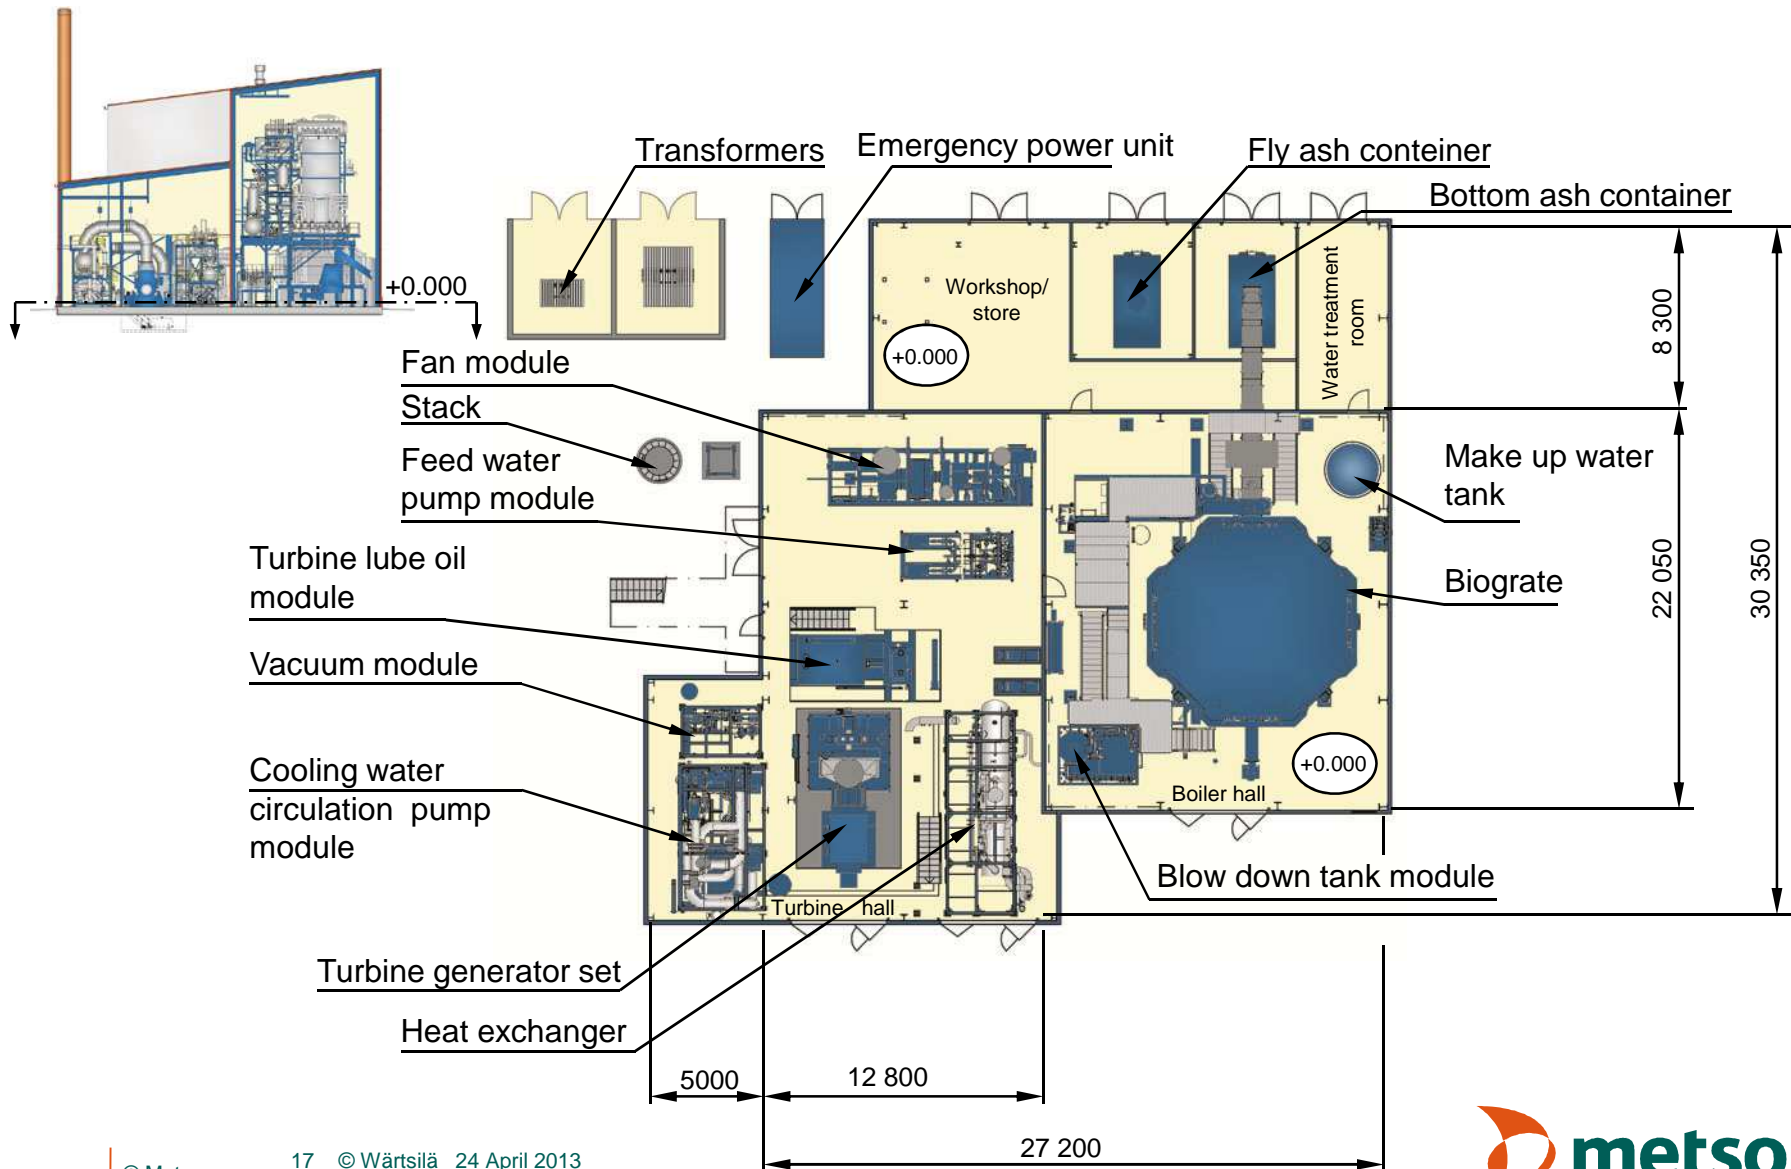 Transformers
Emergency power unit
Fly ash conteiner
Bottom ash container
+0.000
Workshop/
store
Water treatment
room
8 300
+0.000
Fan module
Stack
Feed water
pump module
Make up water
tank
Turbine lube oil
module
Biograte
22 050
30 350
Vacuum module
Cooling water
circulation pump
module
+0.000
Boiler hall
Blow down tank module
Turbine hall
Turbine generator set
Heat exchanger
5000
12 800
27 200
17 © Wärtsilä 24 April 2013
metso